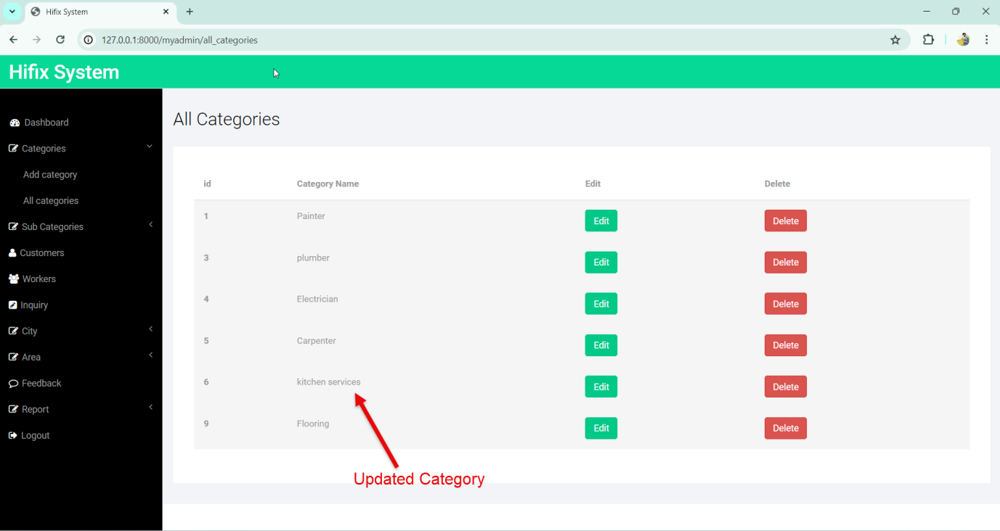 Hifix System
127.0.0.1:8000/myadmin/all_categories
Hifix System
Dashboard
Categories
Add category
All categories
Sub Categories
Customers
Workers
Inquiry
City
Area
Feedback
Report
Logout
All Categories
id Category Name Edit Delete
1 Painter Edit Delete
3 plumber Edit Delete
4 Electrician Edit Delete
5 Carpenter Edit Delete
6 kitchen services Edit Delete
9 Flooring Edit Delete
Updated Category